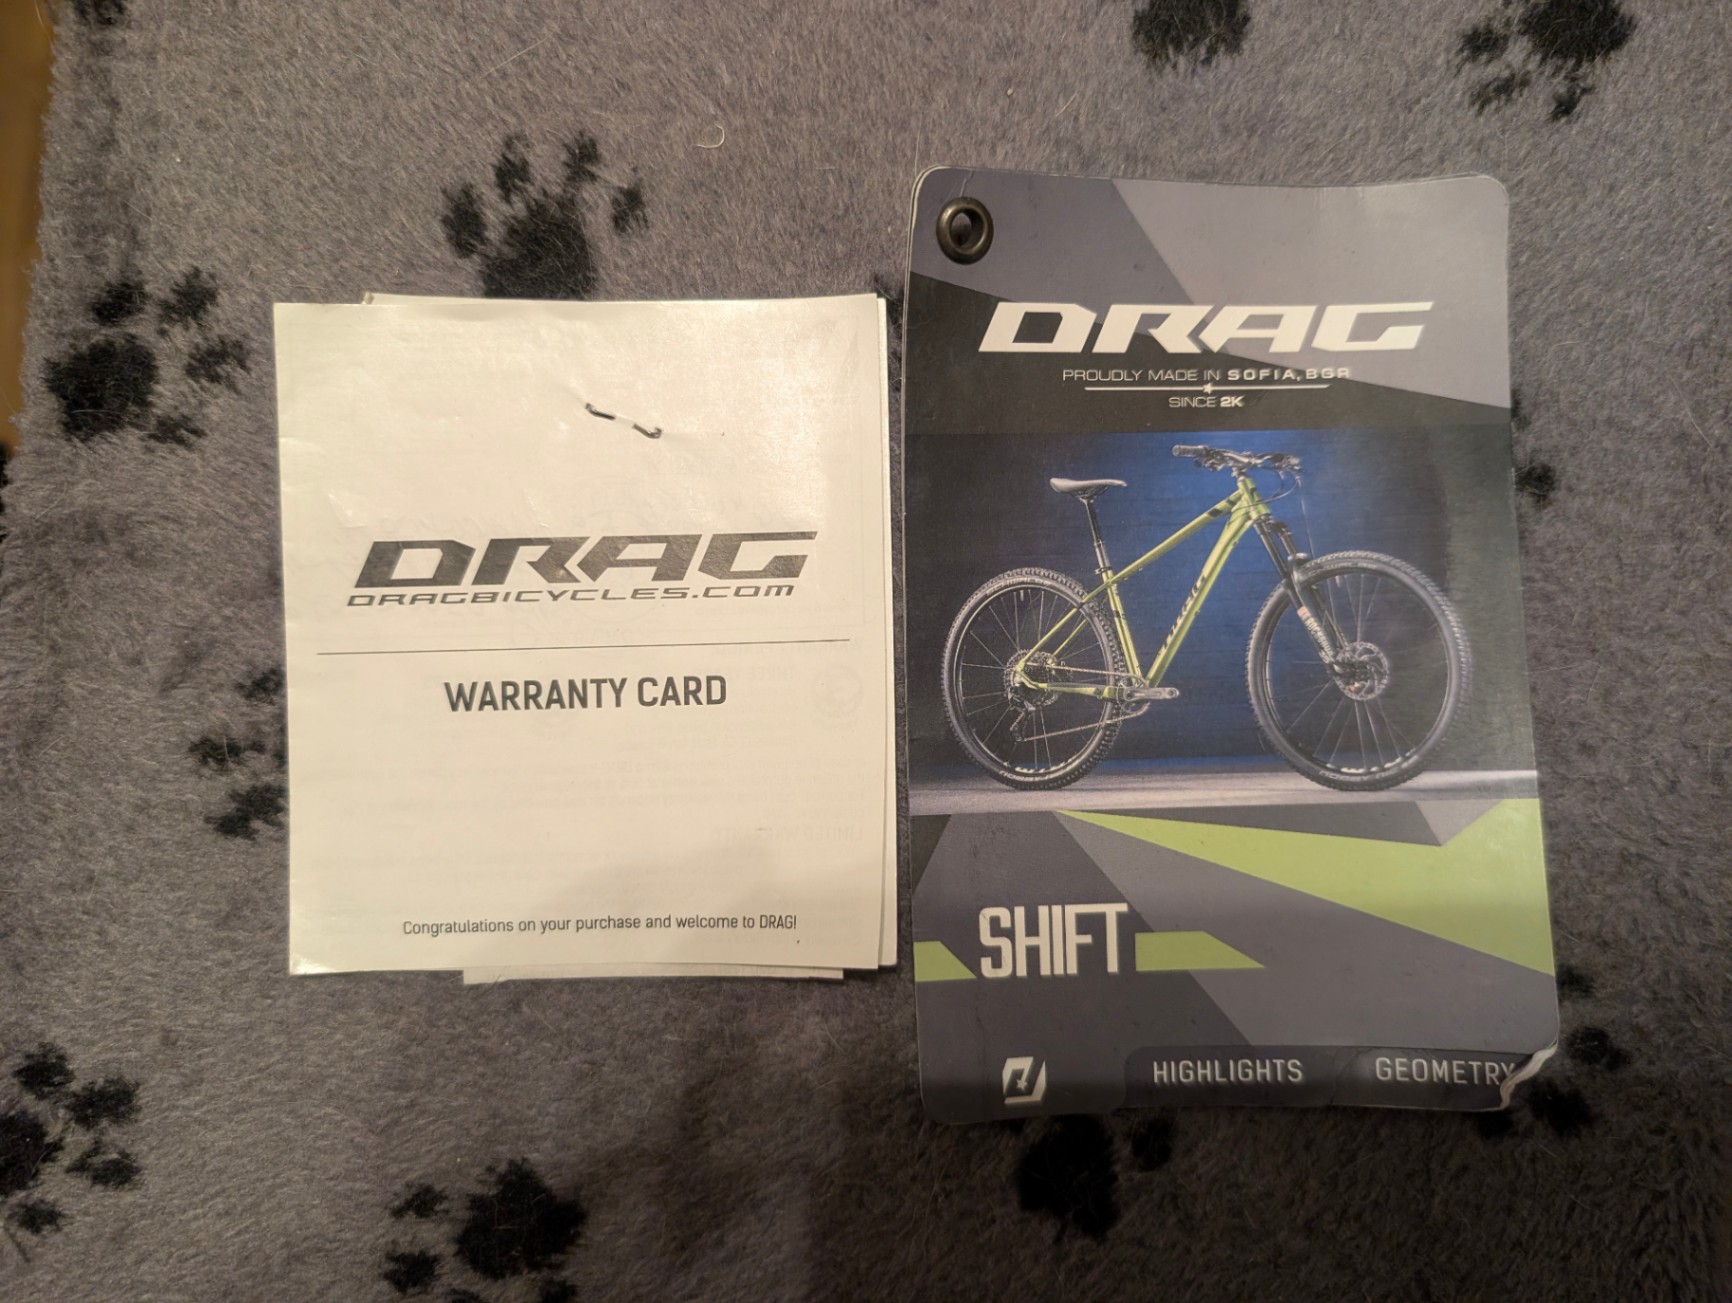 DRAG
DRAGBICYCLES.COM
WARRANTY CARD
Congratulations on your purchase and welcome to DRAG!
DRAG
PROUDLY MADE IN SOFIA, BGR
SINCE 2K
SHIFT
HIGHLIGHTS
GEOMETRY